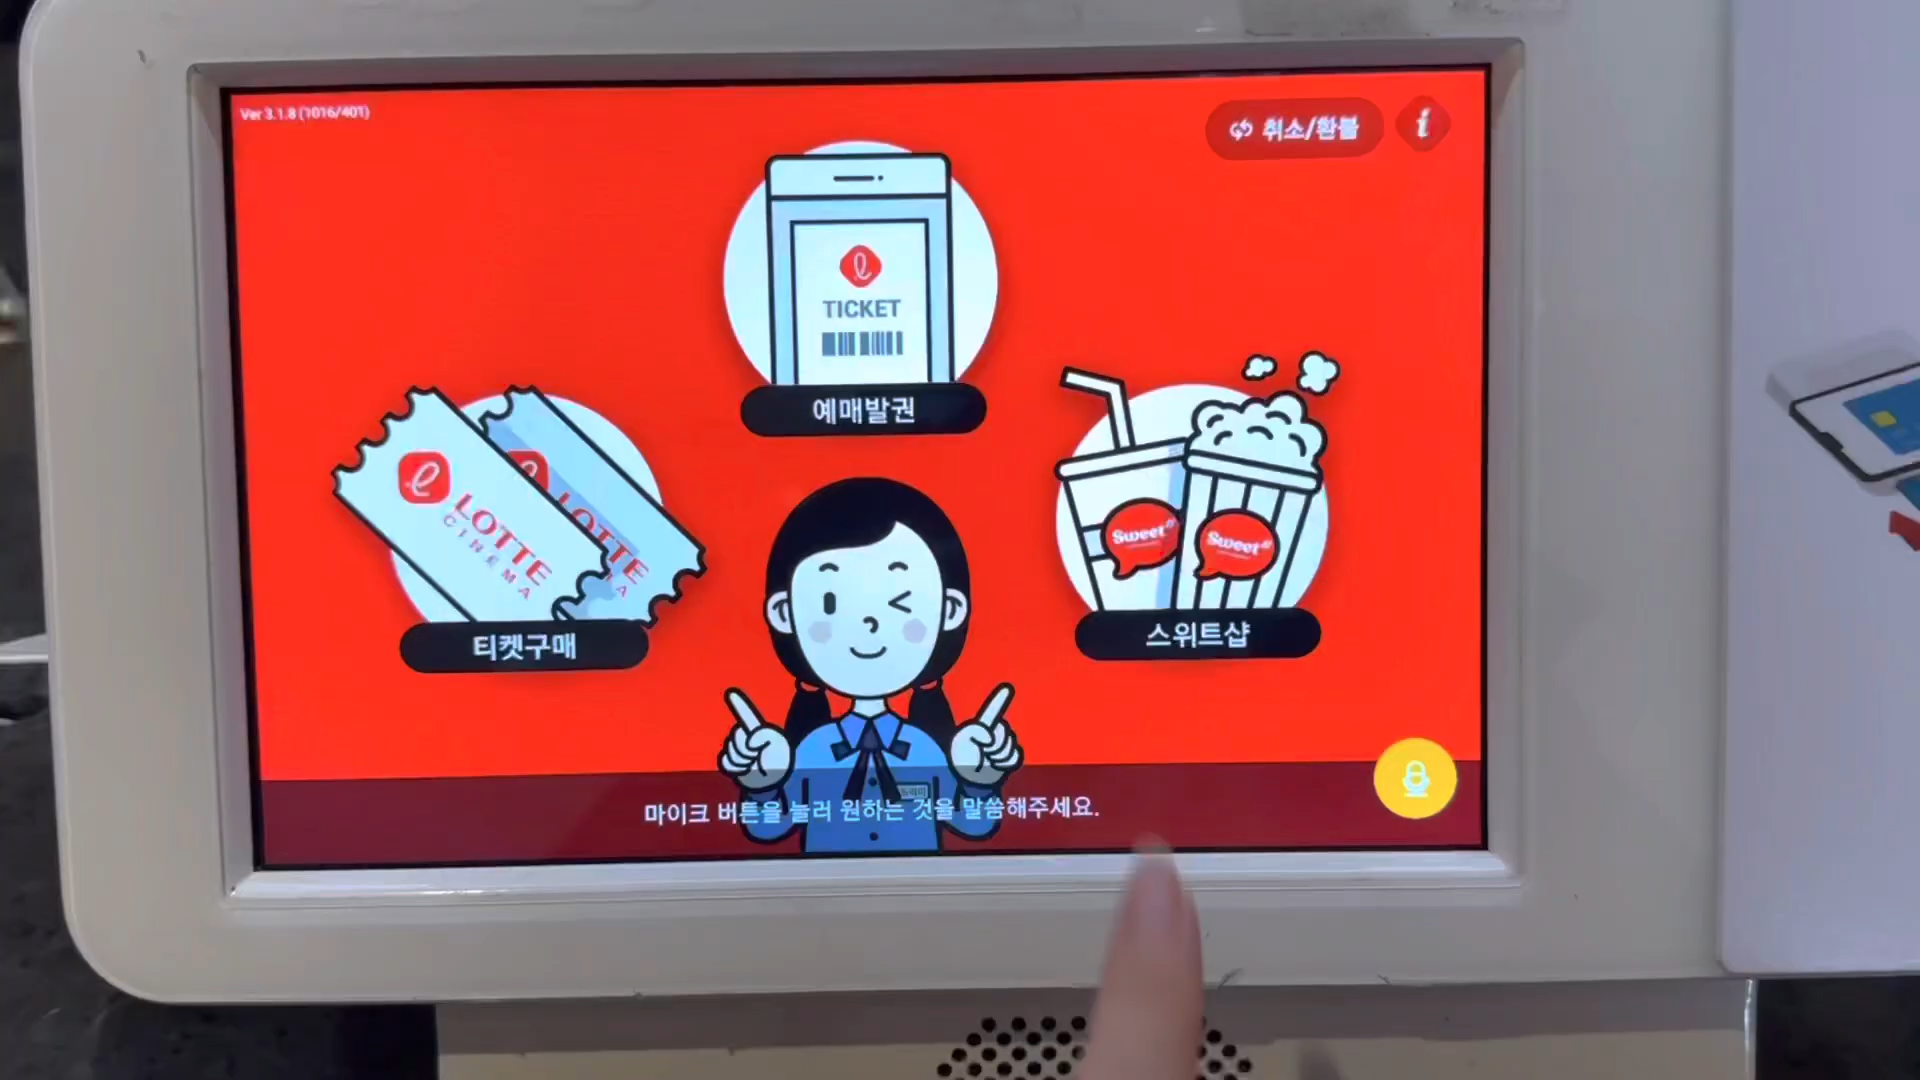 Ver 3.1.8 (1016/401)
취소/환불
i
TICKET
예매발권
LOTTE
CINEMA
LOTTE
티켓구매
Sweet
Sweet
스위트샵
마이크 버튼을 눌러 원하는 것을 말씀해주세요.